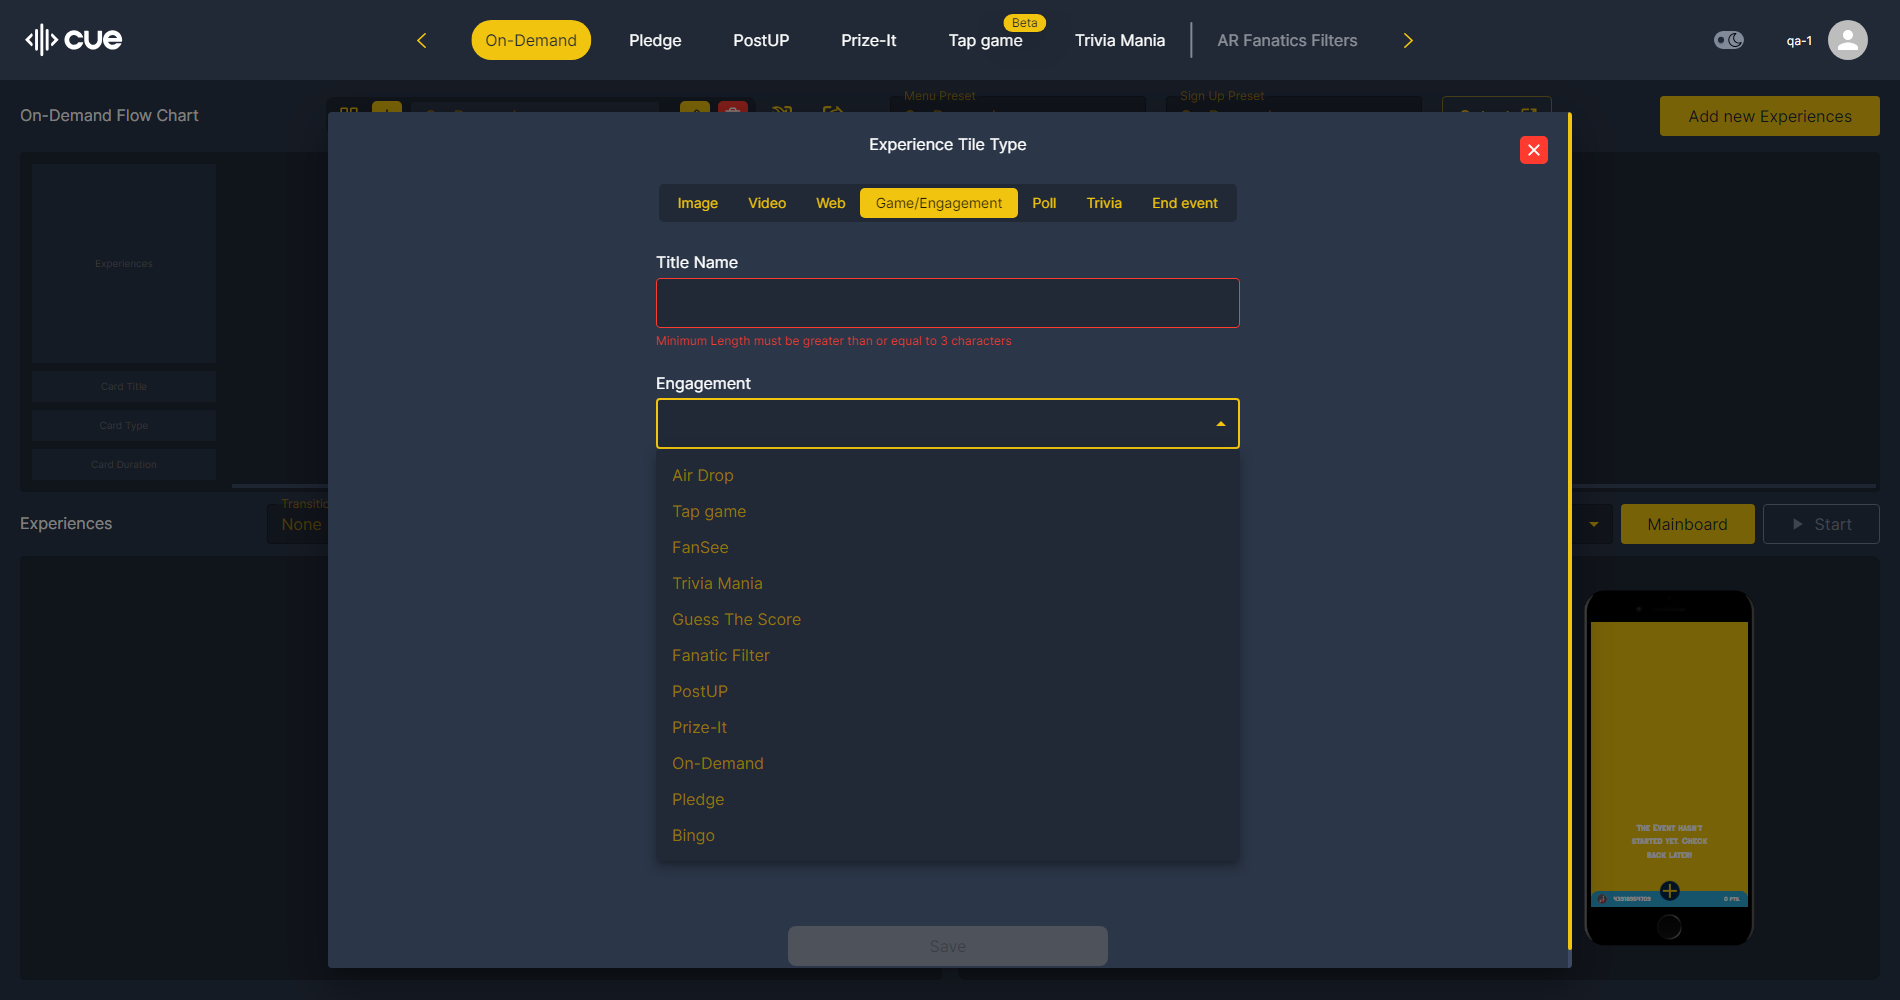 cue
On-Demand
Pledge
PostUP
Prize-It
Tap game
Beta
Trivia Mania
AR Fanatics Filters
qa-1
On-Demand Flow Chart
Menu Preset
Sign Up Preset
Add new Experiences
Experience Tile Type
Image
Video
Web
Game/Engagement
Poll
Trivia
End event
Experiences
Title Name
Minimum Length must be greater than or equal to 3 characters
Card Title
Engagement
Card Type
Card Duration
Air Drop
Tap game
FanSee
Trivia Mania
Guess The Score
Fanatic Filter
PostUP
Prize-It
On-Demand
Pledge
Bingo
Experiences
None
Mainboard
Start
The Event hasn't
started yet. Check
back later!
0 PTS.
Save